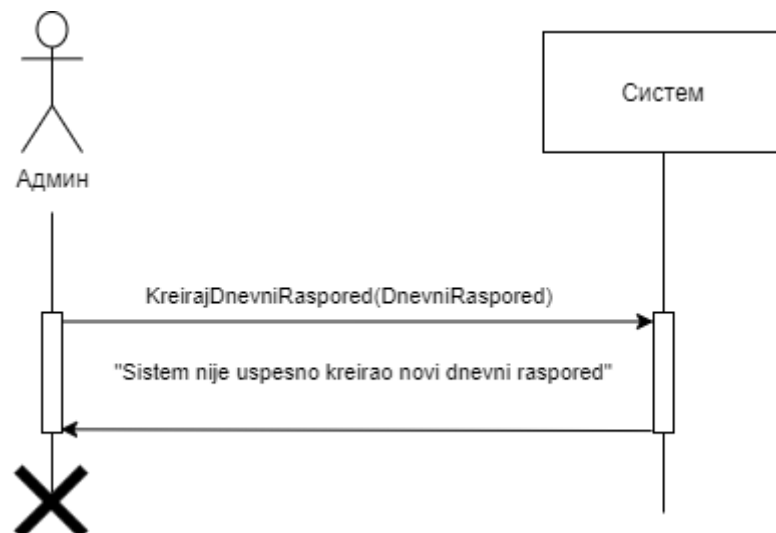 Систем
Админ
KreirajDnevniRaspored(DnevniRaspored)
"Sistem nije uspesno kreirao novi dnevni raspored"